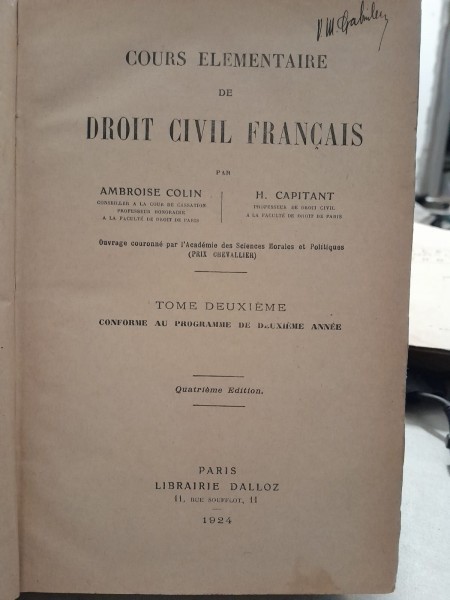 COURS ELEMENTAIRE
DE
DROIT CIVIL FRANÇAIS
PAR
AMBROISE COLIN
CONSEILLER A LA COUR DE CASSATION
PROFESSEUR HONORAIRE
A LA FACULTÉ DE DROIT DE PARIS
H. CAPITANT
PROFESSEUR DE DROIT CIVIL
A LA FACULTÉ DE DROIT DE PARIS
Ouvrage couronné par l'Académie des Sciences Morales et Politiques
(PRIX CHEVALLIER)
TOME DEUXIÈME
CONFORME AU PROGRAMME DE DEUXIÈME ANNÉE
Quatrième Edition.
PARIS
LIBRAIRIE DALLOZ
11, RUE SOUFFLOT, 11
1924